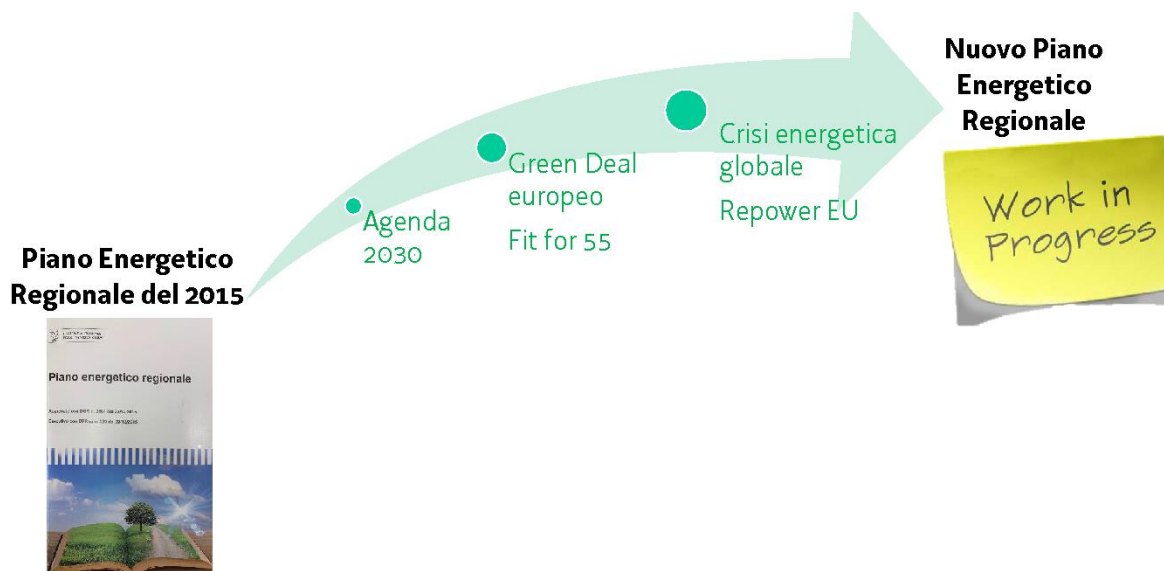 Nuovo Piano
Energetico
Regionale
Work in
Progress
Crisi energetica
globale
Repower EU
Green Deal
europeo
Fit for 55
Agenda
2030
Piano Energetico
Regionale del 2015
Piano energetico regionale